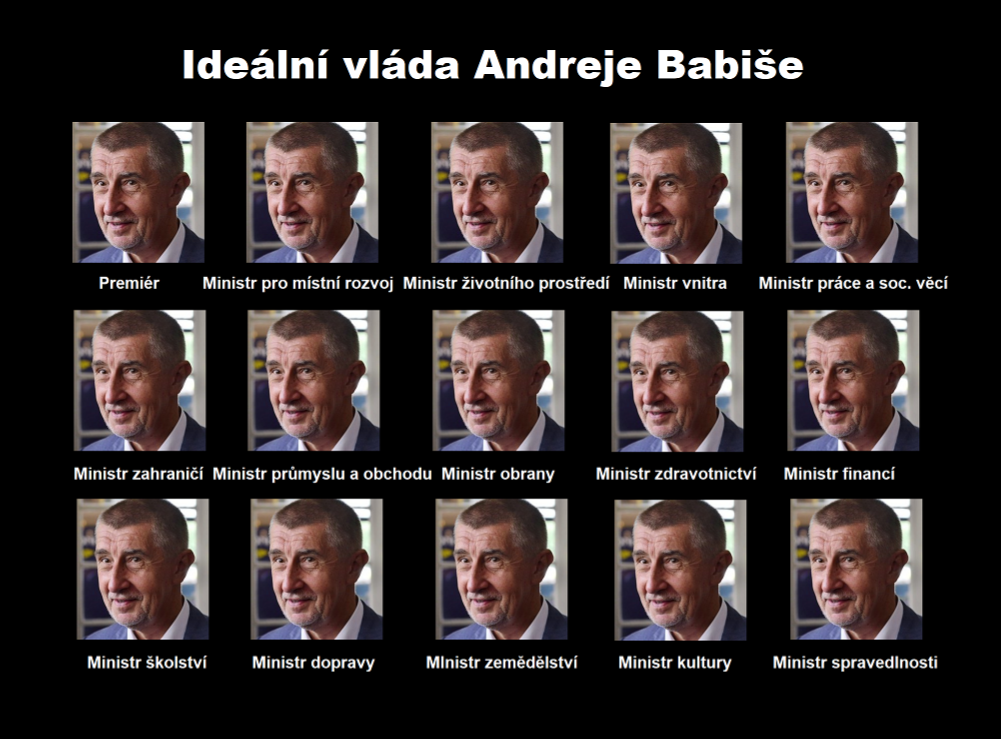 Ideální vláda Andreje Babiše
Premiér
Ministr pro místní rozvoj
Ministr životního prostředí
Ministr vnitra
Ministr práce a soc. věcí
Ministr zahraničí
Ministr průmyslu a obchodu
Ministr obrany
Ministr zdravotnictví
Ministr financí
Ministr školství
Ministr dopravy
MInistr zemědělství
Ministr kultury
MInistr spravedlnosti